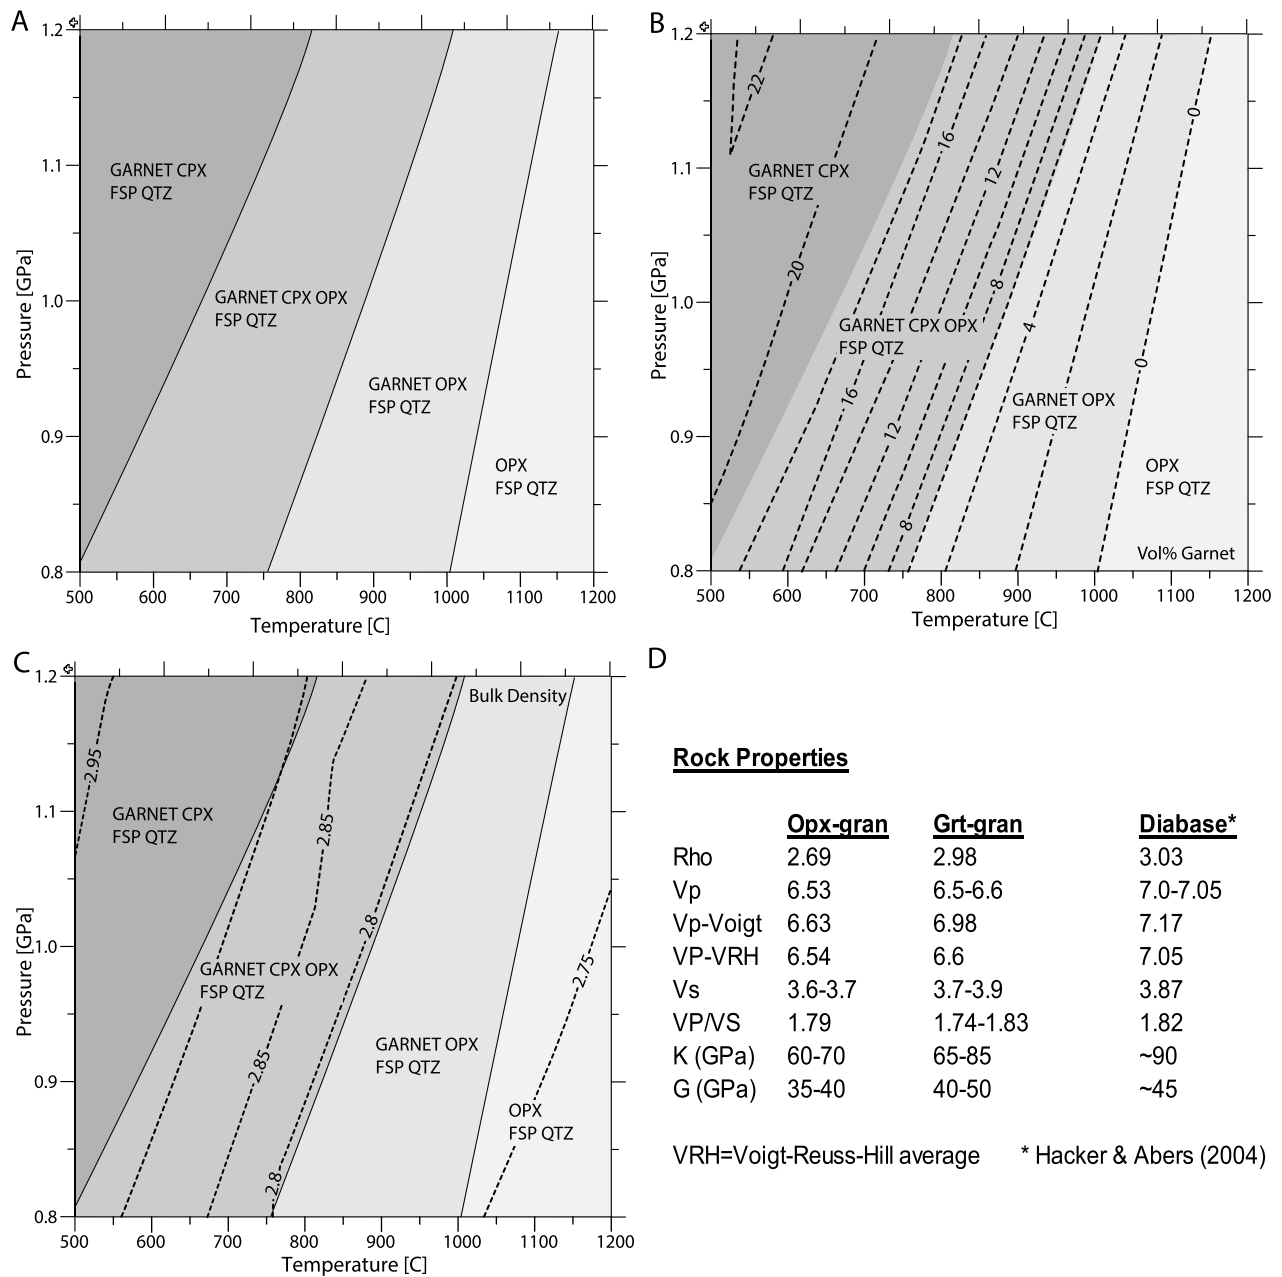 A
1.2
1.1
1.0
0.9
0.8
Pressure [GPa]
GARNET CPX
FSP QTZ
GARNET CPX OPX
FSP QTZ
GARNET OPX
FSP QTZ
OPX
FSP QTZ
500 600 700 800 900 1000 1100 1200
Temperature [C]
B
1.2
1.1
1.0
0.9
0.8
Pressure [GPa]
22
16
0
12
GARNET CPX
FSP QTZ
20
8
GARNET CPX OPX
FSP QTZ
4
0
16
GARNET OPX
FSP QTZ
12
OPX
FSP QTZ
8
Vol% Garnet
500 600 700 800 900 1000 1100 1200
Temperature [C]
C
1.2
1.1
1.0
0.9
0.8
Pressure [GPa]
Bulk Density
2.95
GARNET CPX
FSP QTZ
2.85
2.8
GARNET CPX OPX
FSP QTZ
2.75
GARNET OPX
FSP QTZ
2.85
OPX
FSP QTZ
2.8
500 600 700 800 900 1000 1100 1200
Temperature [C]
D
Rock Properties
Opx-gran Grt-gran Diabase*
Rho 2.69 2.98 3.03
Vp 6.53 6.5-6.6 7.0-7.05
Vp-Voigt 6.63 6.98 7.17
VP-VRH 6.54 6.6 7.05
Vs 3.6-3.7 3.7-3.9 3.87
VP/VS 1.79 1.74-1.83 1.82
K (GPa) 60-70 65-85 ~90
G (GPa) 35-40 40-50 ~45
VRH=Voigt-Reuss-Hill average * Hacker & Abers (2004)